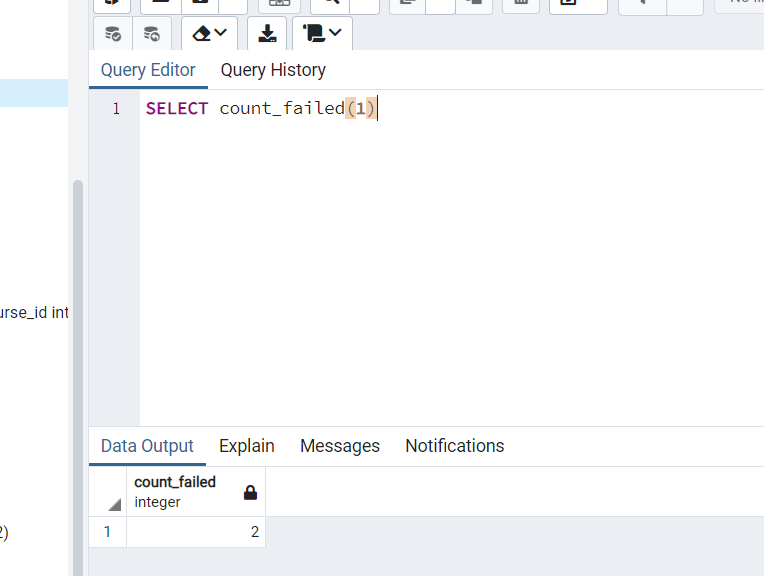 Query Editor Query History
1 SELECT count_failed(1)
urse_id int
Data Output Explain Messages Notifications
count_failed
integer
2)
1 2